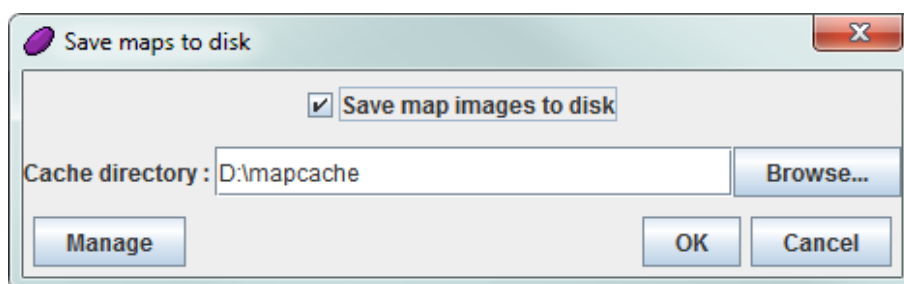 Save maps to disk
Save map images to disk
Cache directory : D:\mapcache Browse...
Manage OK Cancel